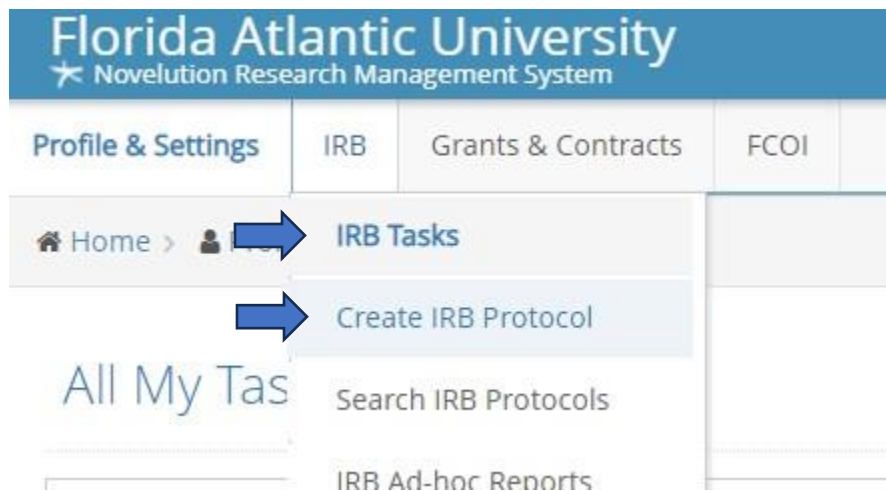 Florida Atlantic University
Novelution Research Management System
Profile & Settings IRB Grants & Contracts FCOI
Home >
IRB Tasks
Create IRB Protocol
All My Tas
Search IRB Protocols
IRB Ad-hoc Reports